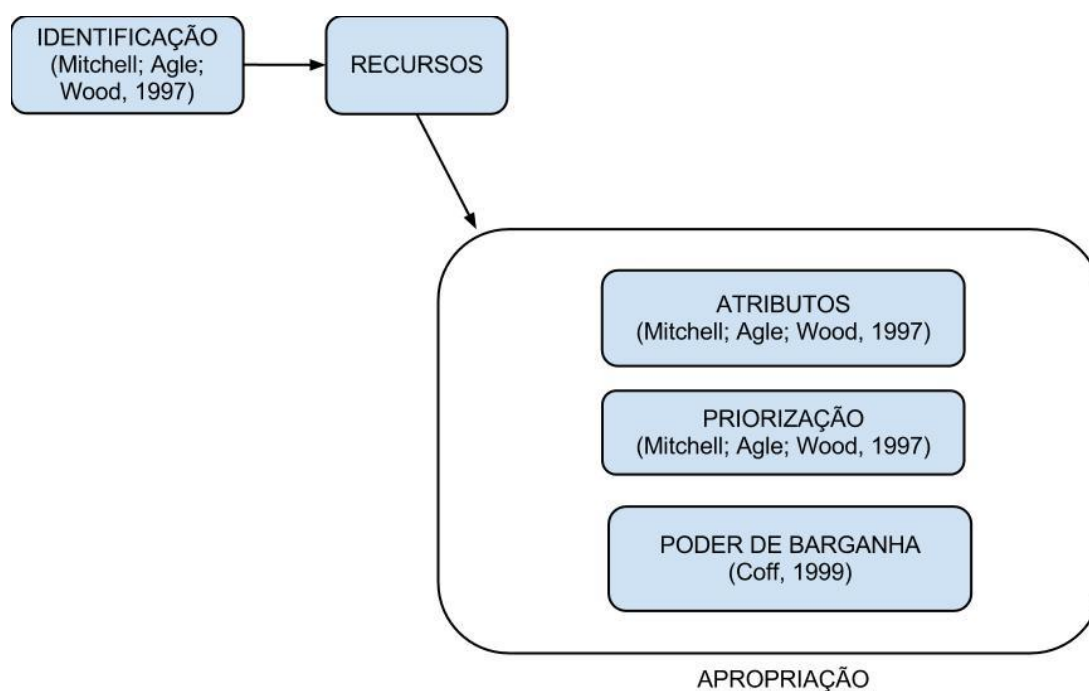 IDENTIFICAÇÃO
(Mitchell; Agle;
Wood, 1997)
RECURSOS
ATRIBUTOS
(Mitchell; Agle; Wood, 1997)
PRIORIZAÇÃO
(Mitchell; Agle; Wood, 1997)
PODER DE BARGANHA
(Coff, 1999)
APROPRIAÇÃO